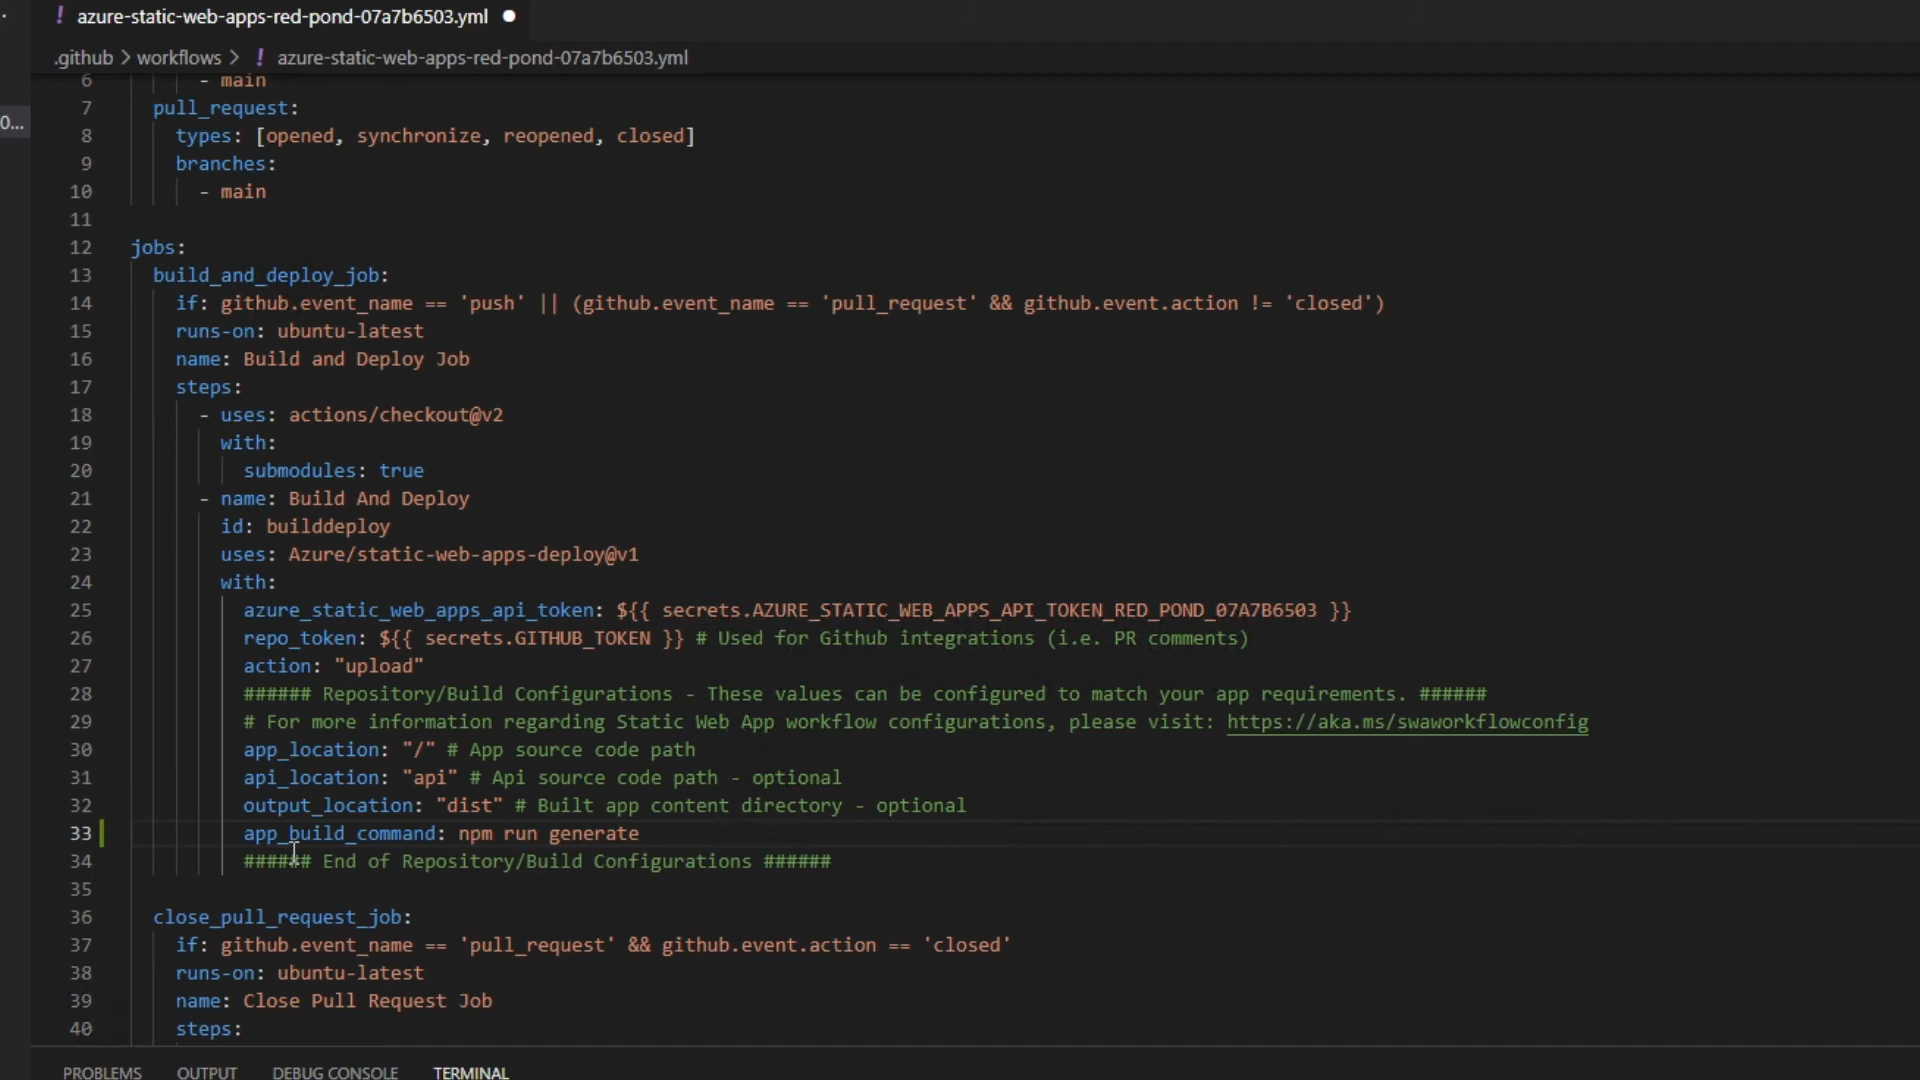 ! azure-static-web-apps-red-pond-07a7b6503.yml
.github > workflows > ! azure-static-web-apps-red-pond-07a7b6503.yml
0...
6 - main
7 pull_request:
8 types: [opened, synchronize, reopened, closed]
9 branches:
10 - main
11
12 jobs:
13 build_and_deploy_job:
14 if: github.event_name == 'push' || (github.event_name == 'pull_request' && github.event.action != 'closed')
15 runs-on: ubuntu-latest
16 name: Build and Deploy Job
17 steps:
18 - uses: actions/checkout@v2
19 with:
20 submodules: true
21 - name: Build And Deploy
22 id: builddeploy
23 uses: Azure/static-web-apps-deploy@v1
24 with:
25 azure_static_web_apps_api_token: ${{ secrets.AZURE_STATIC_WEB_APPS_API_TOKEN_RED_POND_07A7B6503 }}
26 repo_token: ${{ secrets.GITHUB_TOKEN }} # Used for Github integrations (i.e. PR comments)
27 action: "upload"
28 ###### Repository/Build Configurations - These values can be configured to match your app requirements. ######
29 # For more information regarding Static Web App workflow configurations, please visit: https://aka.ms/swaworkflowconfig
30 app_location: "/" # App source code path
31 api_location: "api" # Api source code path - optional
32 output_location: "dist" # Built app content directory - optional
33 app_build_command: npm run generate
34 ###### End of Repository/Build Configurations ######
35
36 close_pull_request_job:
37 if: github.event_name == 'pull_request' && github.event.action == 'closed'
38 runs-on: ubuntu-latest
39 name: Close Pull Request Job
40 steps:
PROBLEMS OUTPUT DEBUG CONSOLE TERMINAL